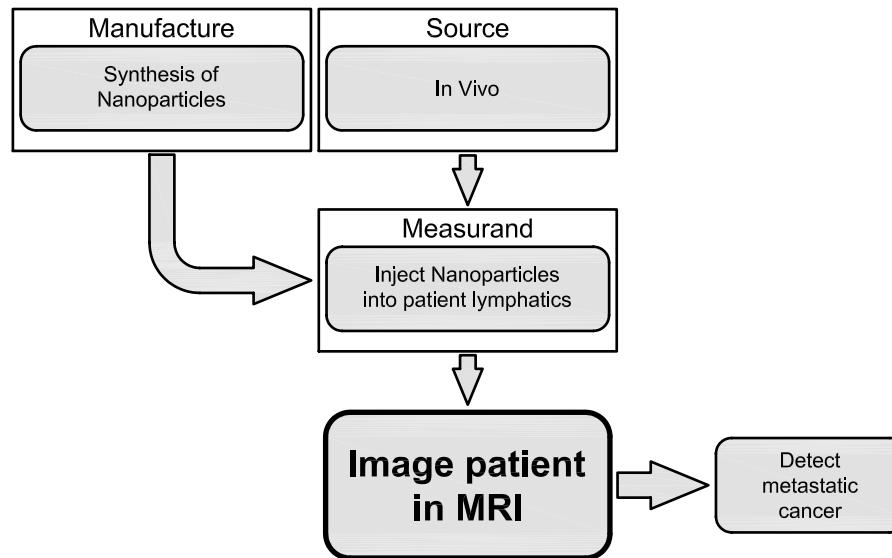 Manufacture
Synthesis of
Nanoparticles
Source
In Vivo
Measurand
Inject Nanoparticles
into patient lymphatics
Image patient
in MRI
Detect
metastatic
cancer